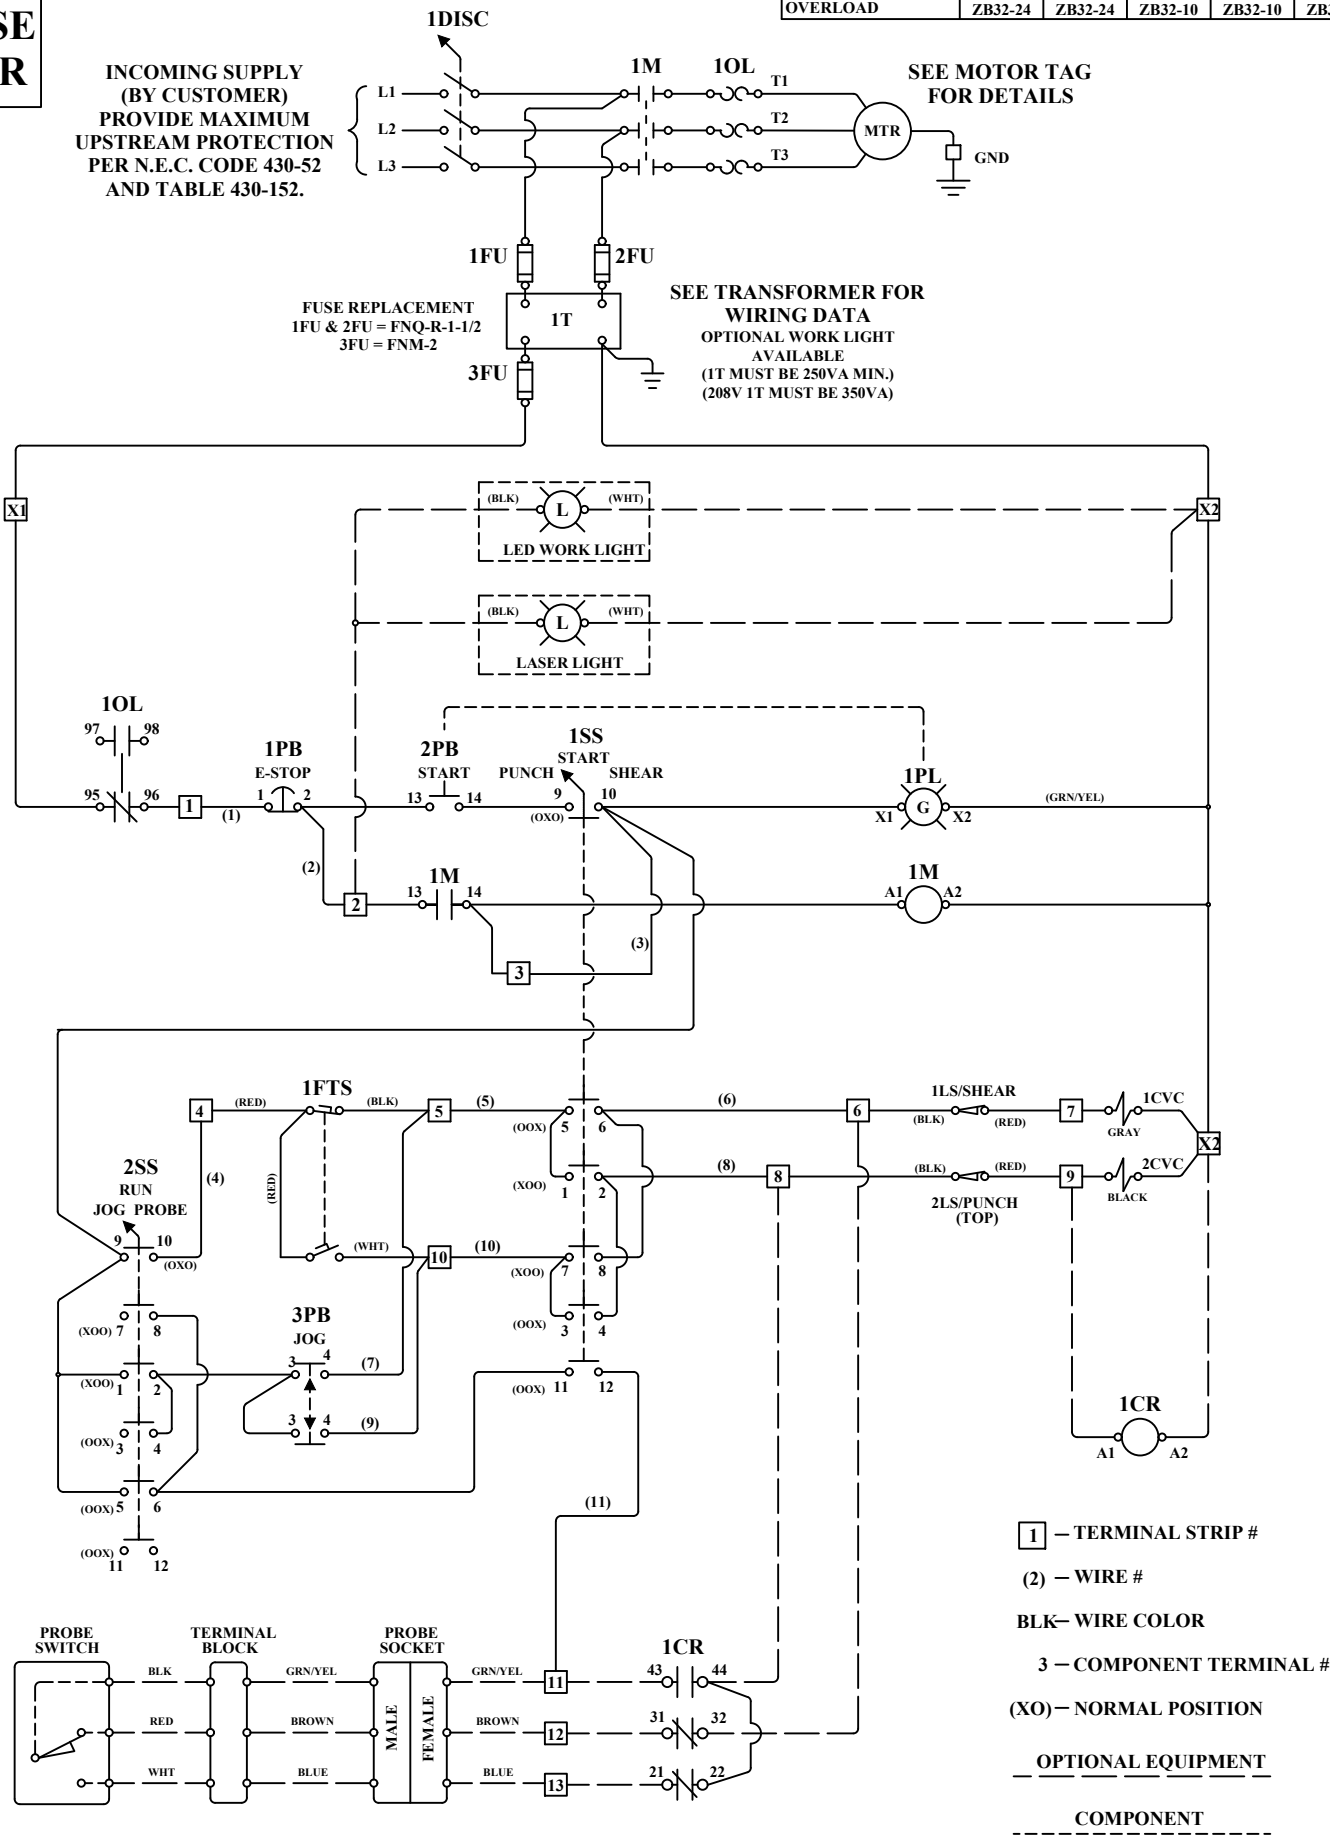 OVERLOAD ZB32-24 ZB32-24 ZB32-10 ZB32-10
SE
R
1DISC
INCOMING SUPPLY
(BY CUSTOMER)
PROVIDE MAXIMUM
UPSTREAM PROTECTION
PER N.E.C. CODE 430-52
AND TABLE 430-152.
L1
L2
L3
1M
1OL
T1
T2
T3
MTR
SEE MOTOR TAG
FOR DETAILS
GND
1FU
2FU
FUSE REPLACEMENT
1FU & 2FU = FNQ-R-1-1/2
3FU = FNM-2
1T
3FU
SEE TRANSFORMER FOR
WIRING DATA
OPTIONAL WORK LIGHT
AVAILABLE
(1T MUST BE 250VA MIN.)
(208V 1T MUST BE 350VA)
X1
X2
(BLK) L (WHT)
LED WORK LIGHT
(BLK) L (WHT)
LASER LIGHT
1OL
97 98
95 96
1
(1)
1PB
E-STOP
1 2
2PB
START
13 14
1SS
START
PUNCH SHEAR
9 10
(OXO)
1PL
X1 G X2
(GRN/YEL)
(2)
2
1M
13 14
1M
A1 A2
(3)
3
4
(RED)
1FTS
(BLK)
5
(5)
(OOX) 5 6
(6)
6
1LS/SHEAR
(BLK) (RED)
7
1CVC
GRAY
X2
(4)
(RED)
(XOO) 1 2
(8)
8
(BLK) (RED)
2LS/PUNCH
(TOP)
9
2CVC
BLACK
2SS
RUN
JOG PROBE
9 10
(OXO)
(WHT)
10
(10)
(XOO) 7 8
(XOO) 7 8
3PB
JOG
(OOX) 3 4
(XOO) 1 2
3 4
(7)
(OOX) 11 12
(OOX) 3 4
3 4
(9)
1CR
A1 A2
(OOX) 5 6
(11)
(OOX) 11 12
1 – TERMINAL STRIP #
(2) – WIRE #
BLK– WIRE COLOR
3 – COMPONENT TERMINAL #
(XO) – NORMAL POSITION
OPTIONAL EQUIPMENT
COMPONENT
PROBE
SWITCH
TERMINAL
BLOCK
PROBE
SOCKET
1CR
BLK GRN/YEL GRN/YEL 11 43 44
RED BROWN BROWN 12 31 32
WHT BLUE BLUE 13 21 22
MALE
FEMALE